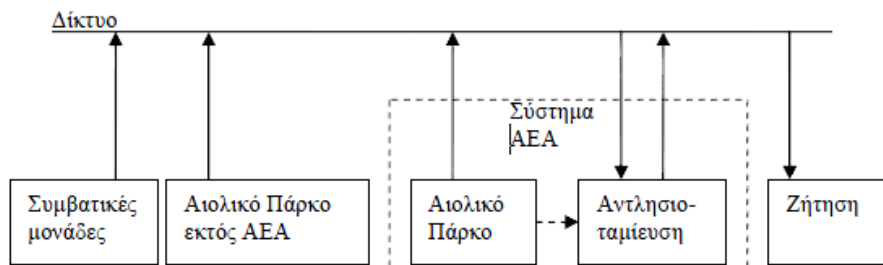 Δίκτυο
Σύστημα
ΑΕΑ
Συμβατικές
μονάδες
Αιολικό Πάρκο
εκτός ΑΕΑ
Αιολικό
Πάρκο
Αντλησιο-
ταμίευση
Ζήτηση